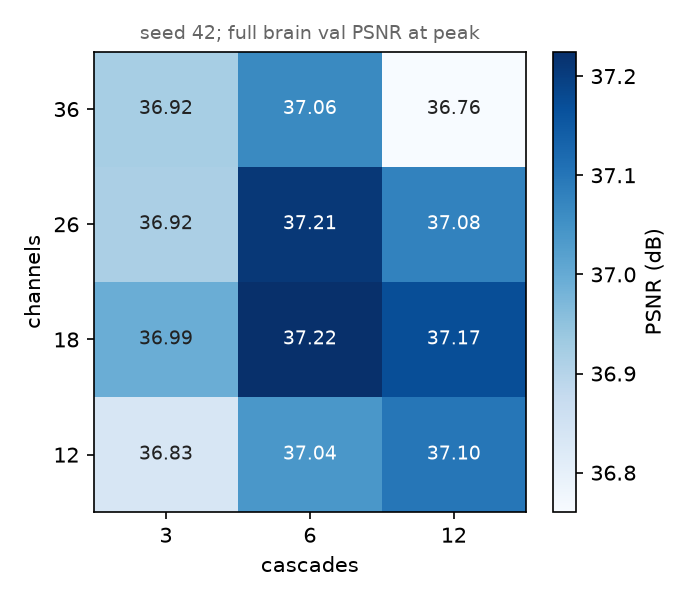 seed 42; full brain val PSNR at peak
36 36.92 37.06 36.76
26 36.92 37.21 37.08
18 36.99 37.22 37.17
12 36.83 37.04 37.10
3 6 12
cascades
channels
37.2
37.1
37.0
36.9
36.8
PSNR (dB)